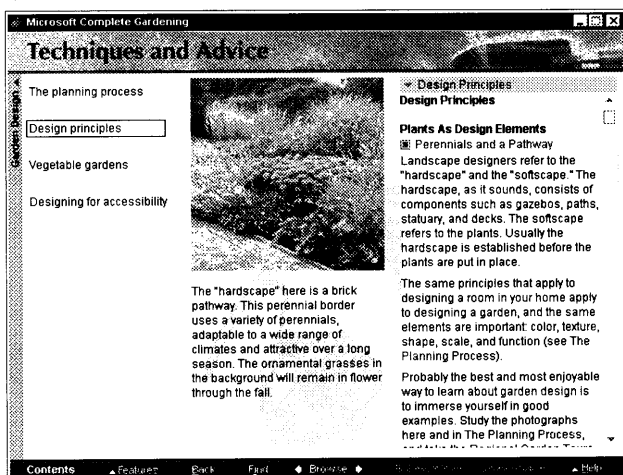 Microsoft Complete Gardening
Techniques and Advice
Garden Design
The planning process
Design principles
Vegetable gardens
Designing for accessibility
The "hardscape" here is a brick
pathway. This perennial border
uses a variety of perennials,
adaptable to a wide range of
climates and attractive over a long
season. The ornamental grasses in
the background will remain in flower
through the fall.
Design Principles
Design Principles
Plants As Design Elements
Perennials and a Pathway
Landscape designers refer to the
"hardscape" and the "softscape." The
hardscape, as it sounds, consists of
components such as gazebos, paths,
statuary, and decks. The softscape
refers to the plants. Usually the
hardscape is established before the
plants are put in place.
The same principles that apply to
designing a room in your home apply
to designing a garden, and the same
elements are important: color, texture,
shape, scale, and function (see The
Planning Process).
Probably the best and most enjoyable
way to learn about garden design is
to immerse yourself in good
examples. Study the photographs
here and in The Planning Process,
and take the Regional Garden Tours
Contents Features Back Find Browse Help